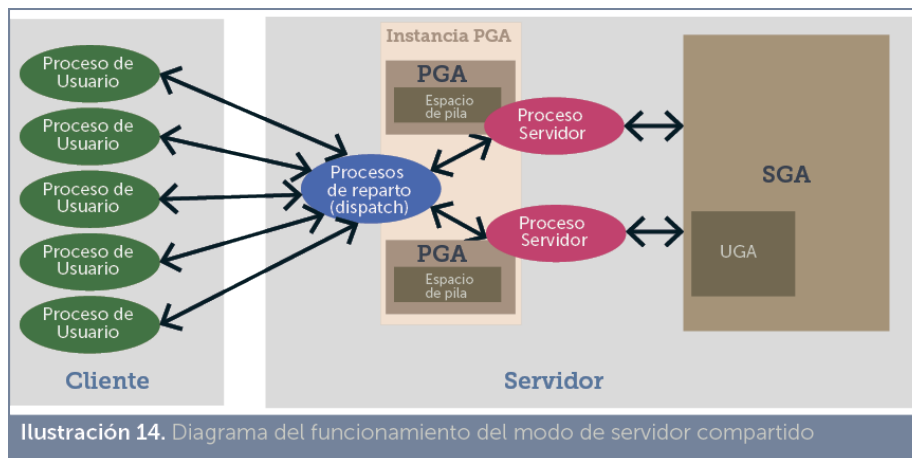 Proceso de
Usuario
Proceso de
Usuario
Proceso de
Usuario
Proceso de
Usuario
Proceso de
Usuario
Cliente
Instancia PGA
PGA
Espacio
de pila
Proceso
Servidor
Procesos
de reparto
(dispatch)
Proceso
Servidor
PGA
Espacio
de pila
SGA
UGA
Servidor
Ilustración 14. Diagrama del funcionamiento del modo de servidor compartido